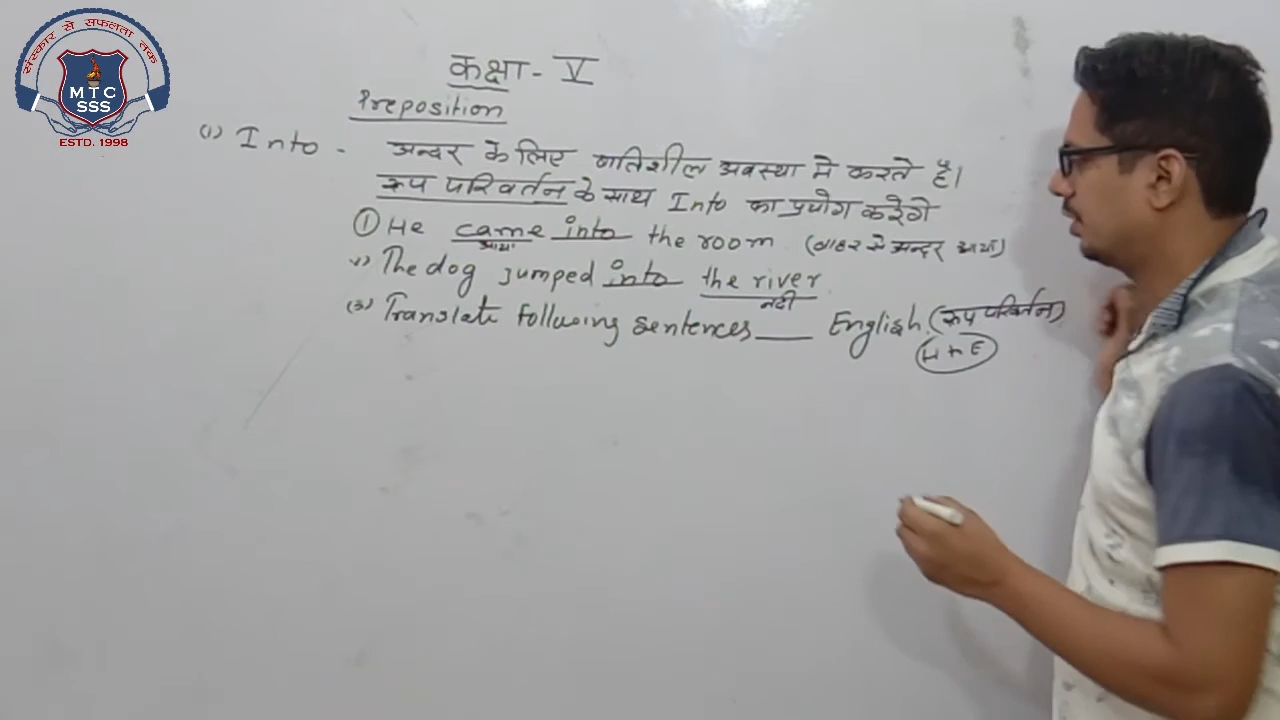 संस्कार से सफलता तक
MTC
SSS
ESTD. 1998
कक्षा - V
Preposition
(1) Into - अन्दर के लिए गतिशील अवस्था मे करते है।
रूप परिवर्तन के साथ Into का प्रयोग करेगे
① He came into the room (बाहर से अन्दर आया)
आया
The dog jumped into the river.
नदी
(3) Translate following sentences ___ English. (रूप परिवर्तन)
H to E